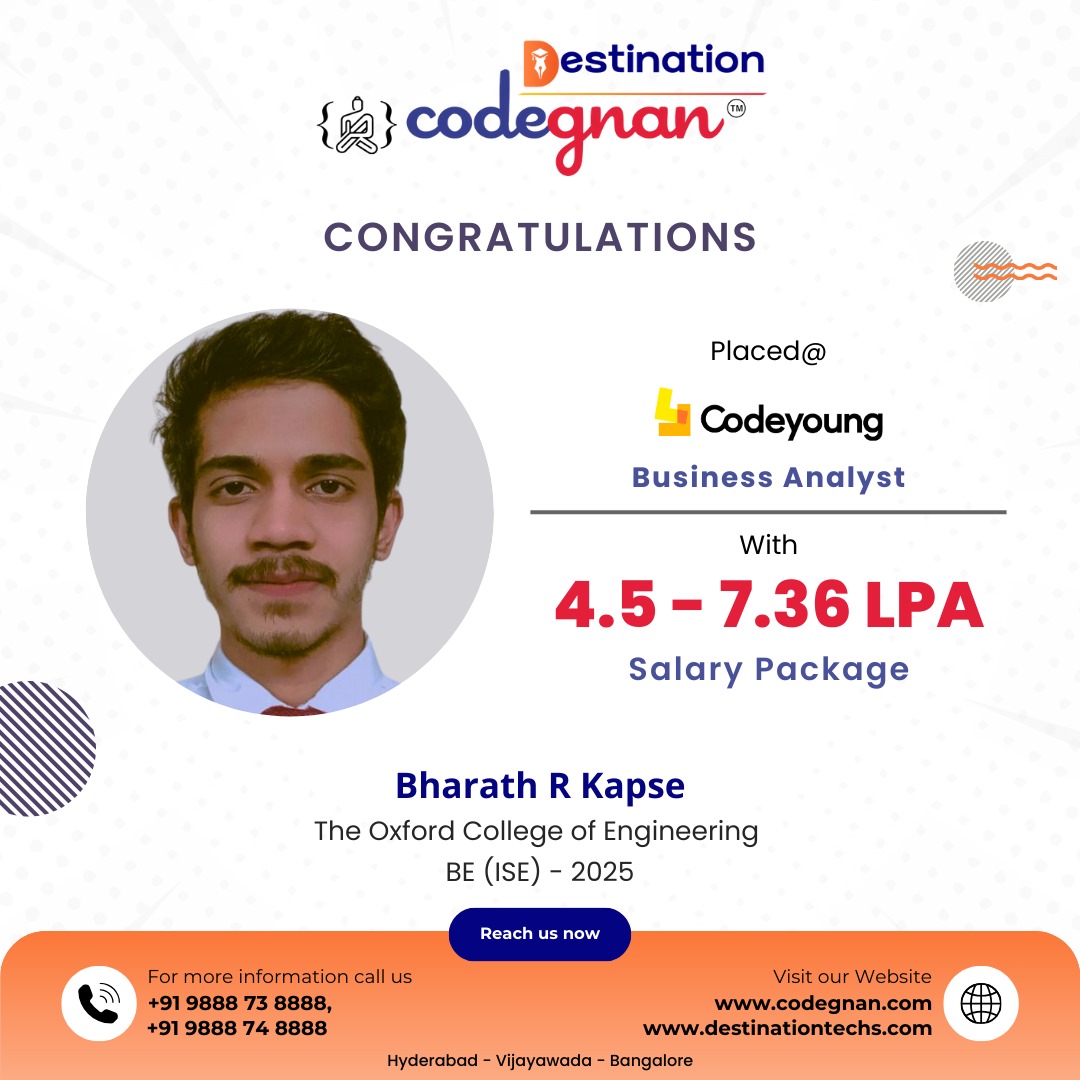 Destination
codegnan™
CONGRATULATIONS
Placed@
Codeyoung
Business Analyst
With
4.5 - 7.36 LPA
Salary Package
Bharath R Kapse
The Oxford College of Engineering
BE (ISE) - 2025
Reach us now
For more information call us
+91 9888 73 8888,
+91 9888 74 8888
Visit our Website
www.codegnan.com
www.destinationtechs.com
Hyderabad - Vijayawada - Bangalore